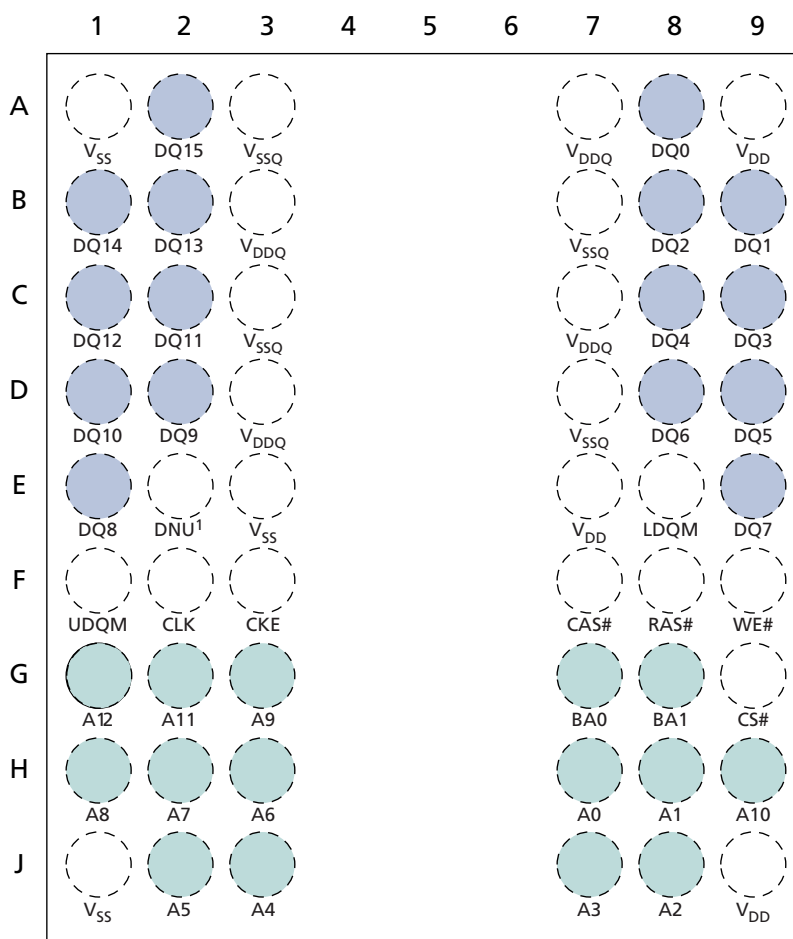 1 2 3 4 5 6 7 8 9
A
VSS DQ15 VSSQ VDDQ DQ0 VDD
B
DQ14 DQ13 VDDQ VSSQ DQ2 DQ1
C
DQ12 DQ11 VSSQ VDDQ DQ4 DQ3
D
DQ10 DQ9 VDDQ VSSQ DQ6 DQ5
E
DQ8 DNU1 VSS VDD LDQM DQ7
F
UDQM CLK CKE CAS# RAS# WE#
G
A12 A11 A9 BA0 BA1 CS#
H
A8 A7 A6 A0 A1 A10
J
VSS A5 A4 A3 A2 VDD